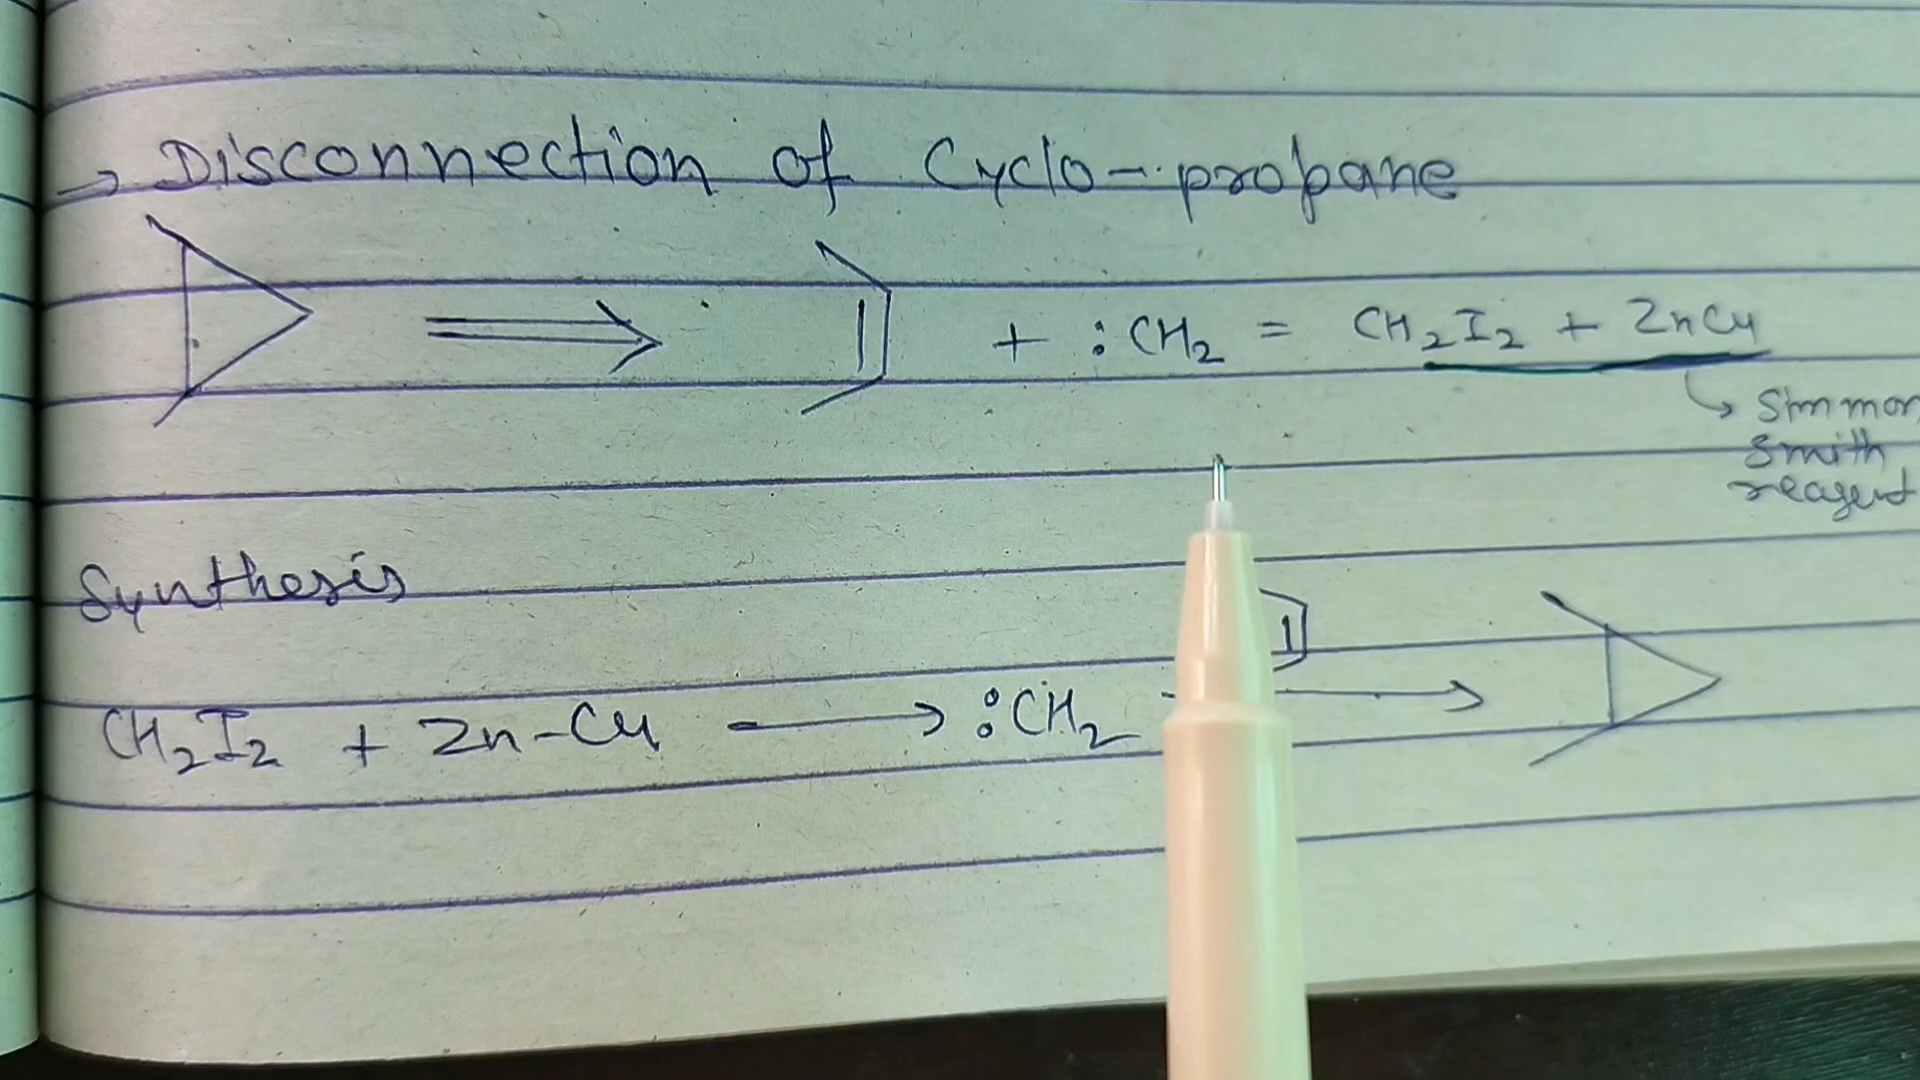 → Disconnection of Cyclo-propane
⇒ + :CH₂ = CH₂I₂ + ZnCu
↳ Simmon
Smith
reagent
Synthesis
CH₂I₂ + Zn-Cu → :CH₂ →